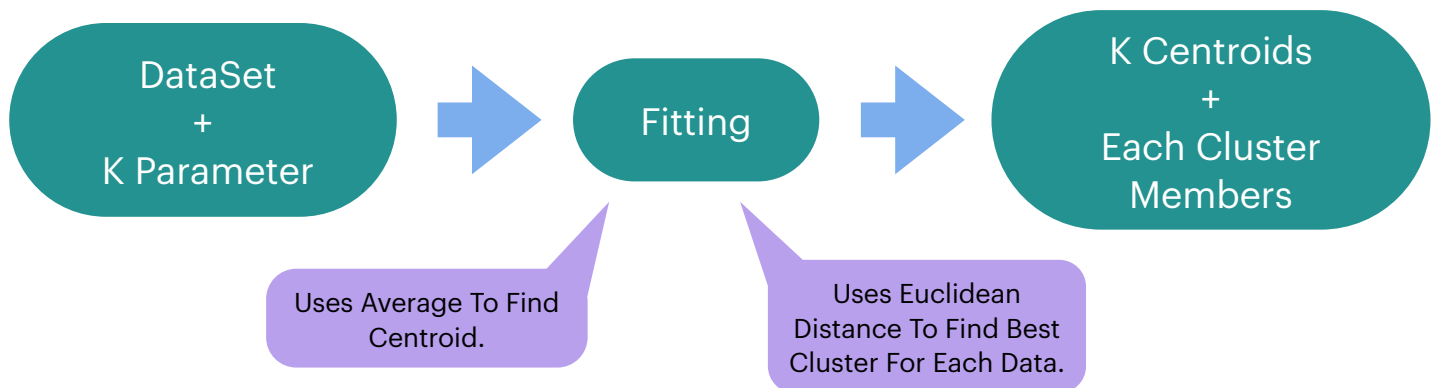 DataSet
+
K Parameter
Fitting
K Centroids
+
Each Cluster
Members
Uses Average To Find
Centroid.
Uses Euclidean
Distance To Find Best
Cluster For Each Data.